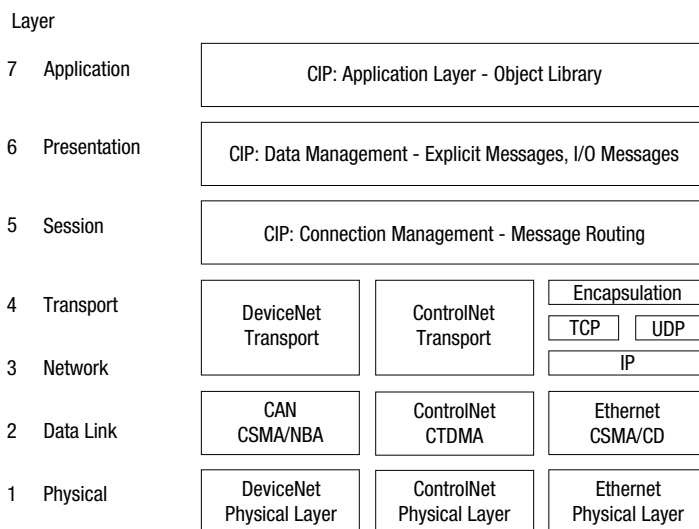 Layer
7 Application
CIP: Application Layer - Object Library
6 Presentation
CIP: Data Management - Explicit Messages, I/O Messages
5 Session
CIP: Connection Management - Message Routing
4 Transport
DeviceNet
Transport
ControlNet
Transport
Encapsulation
TCP
UDP
3 Network
IP
2 Data Link
CAN
CSMA/NBA
ControlNet
CTDMA
Ethernet
CSMA/CD
1 Physical
DeviceNet
Physical Layer
ControlNet
Physical Layer
Ethernet
Physical Layer